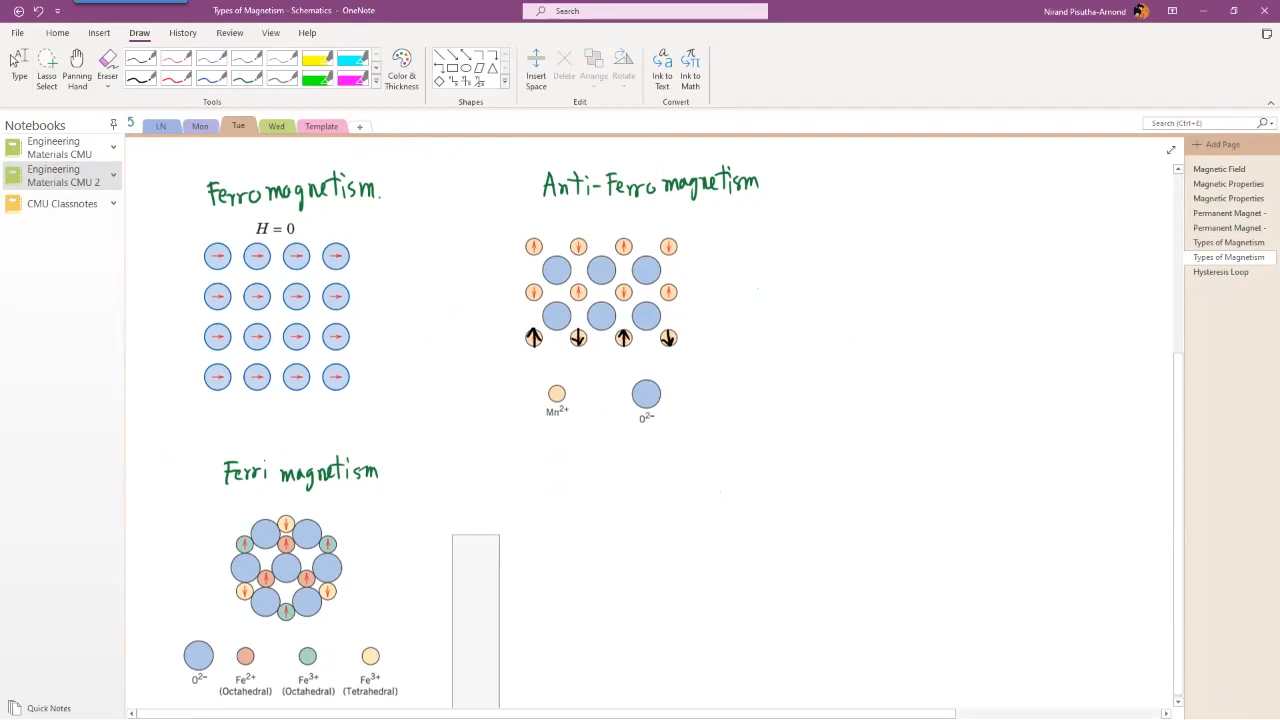 Types of Magnetism - Schematics - OneNote
Search
Nirand Pisutha-Arnond
File
Home
Insert
Draw
History
Review
View
Help
Type
Lasso
Select
Panning
Hand
Eraser
Color &
Thickness
Insert
Space
Delete
Arrange
Rotate
Ink to
Text
Ink to
Math
Tools
Shapes
Edit
Convert
Notebooks
5
LN
Mon
Tue
Wed
Template
+
Search (Ctrl+E)
Engineering
Materials CMU
Engineering
Materials CMU 2
CMU Classnotes
Add Page
Magnetic Field
Magnetic Properties
Magnetic Properties
Permanent Magnet -
Permanent Magnet -
Types of Magnetism
Types of Magnetism
Hysteresis Loop
Ferromagnetism.
H = 0
Anti-Ferromagnetism
Mn²⁺
O²⁻
Ferri magnetism
O²⁻
Fe²⁺
(Octahedral)
Fe³⁺
(Octahedral)
Fe³⁺
(Tetrahedral)
Quick Notes